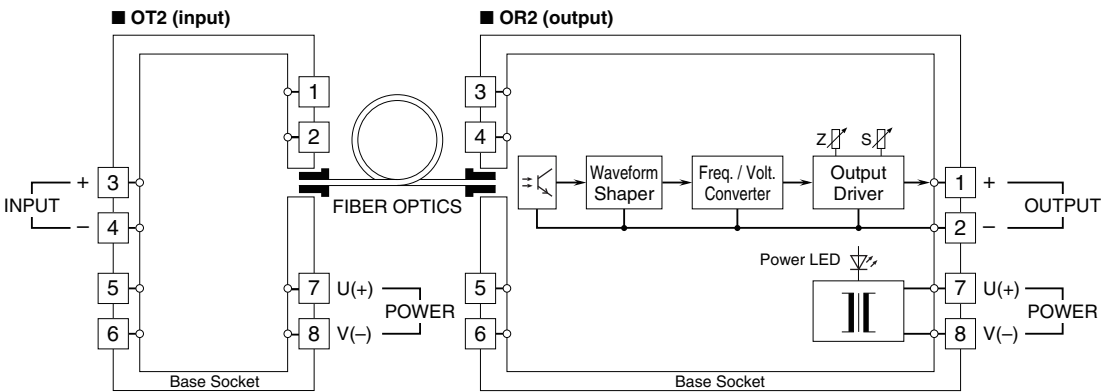 ■ OT2 (input)
1
2
3
4
5
6
7
8
+
−
INPUT
U(+)
V(−)
POWER
Base Socket
FIBER OPTICS
■ OR2 (output)
3
4
5
6
Waveform
Shaper
Freq. / Volt.
Converter
Output
Driver
Z
S
1
+
2
−
OUTPUT
Power LED
7
U(+)
POWER
8
V(−)
Base Socket